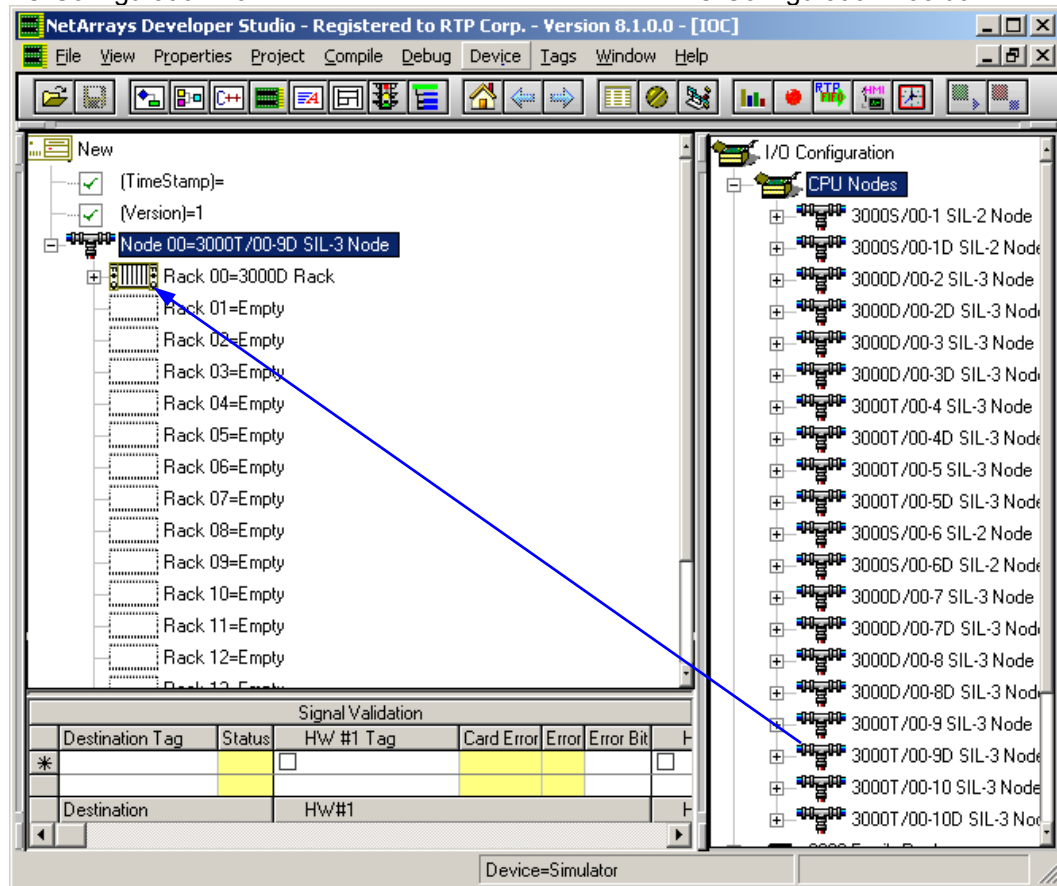 NetArrays Developer Studio - Registered to RTP Corp. - Version 8.1.0.0 - [IOC]
File View Properties Project Compile Debug Device Tags Window Help
New
(TimeStamp)=
(Version)=1
Node 00=3000T/00-9D SIL-3 Node
Rack 00=3000D Rack
Rack 01=Empty
Rack 02=Empty
Rack 03=Empty
Rack 04=Empty
Rack 05=Empty
Rack 06=Empty
Rack 07=Empty
Rack 08=Empty
Rack 09=Empty
Rack 10=Empty
Rack 11=Empty
Rack 12=Empty
Signal Validation
Destination Tag Status HW #1 Tag Card Error Error Error Bit H
Destination HW#1 H
I/O Configuration
CPU Nodes
3000S/00-1 SIL-2 Node
3000S/00-1D SIL-2 Node
3000D/00-2 SIL-3 Node
3000D/00-2D SIL-3 Nod
3000D/00-3 SIL-3 Node
3000D/00-3D SIL-3 Nod
3000T/00-4 SIL-3 Node
3000T/00-4D SIL-3 Node
3000T/00-5 SIL-3 Node
3000T/00-5D SIL-3 Node
3000S/00-6 SIL-2 Node
3000S/00-6D SIL-2 Node
3000D/00-7 SIL-3 Node
3000D/00-7D SIL-3 Nod
3000D/00-8 SIL-3 Node
3000D/00-8D SIL-3 Nod
3000T/00-9 SIL-3 Node
3000T/00-9D SIL-3 Node
3000T/00-10 SIL-3 Node
3000T/00-10D SIL-3 Nod
Device=Simulator